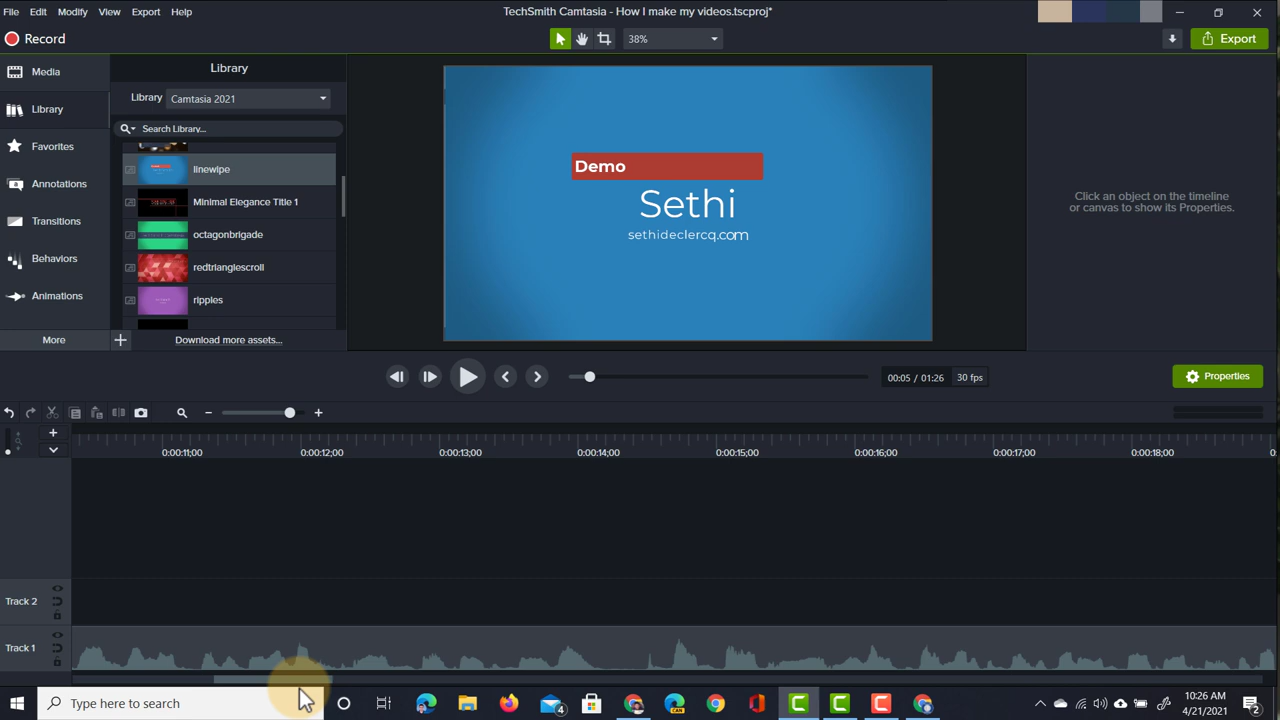 File Edit Modify View Export Help
TechSmith Camtasia - How I make my videos.tscproj*
Record
38%
Export
Media
Library
Favorites
Annotations
Transitions
Behaviors
Animations
More
Library
Library Camtasia 2021
Search Library...
linewipe
Minimal Elegance Title 1
octagonbrigade
redtrianglescroll
ripples
Download more assets...
Demo
Sethi
sethideclercq.com
Click an object on the timeline
or canvas to show its Properties.
00:05 / 01:26 30 fps
Properties
0:00:11;00 0:00:12;00 0:00:13;00 0:00:14;00 0:00:15;00 0:00:16;00 0:00:17;00 0:00:18;00
Track 2
Track 1
Type here to search
4
CAN
10:26 AM
4/21/2021
2